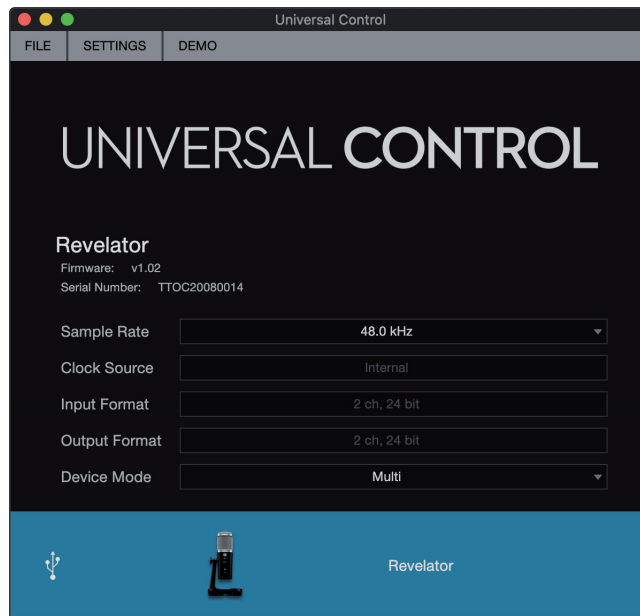 Universal Control
FILE SETTINGS DEMO
UNIVERSAL CONTROL
Revelator
Firmware: v1.02
Serial Number: TTOC20080014
Sample Rate 48.0 kHz
Clock Source Internal
Input Format 2 ch, 24 bit
Output Format 2 ch, 24 bit
Device Mode Multi
Revelator